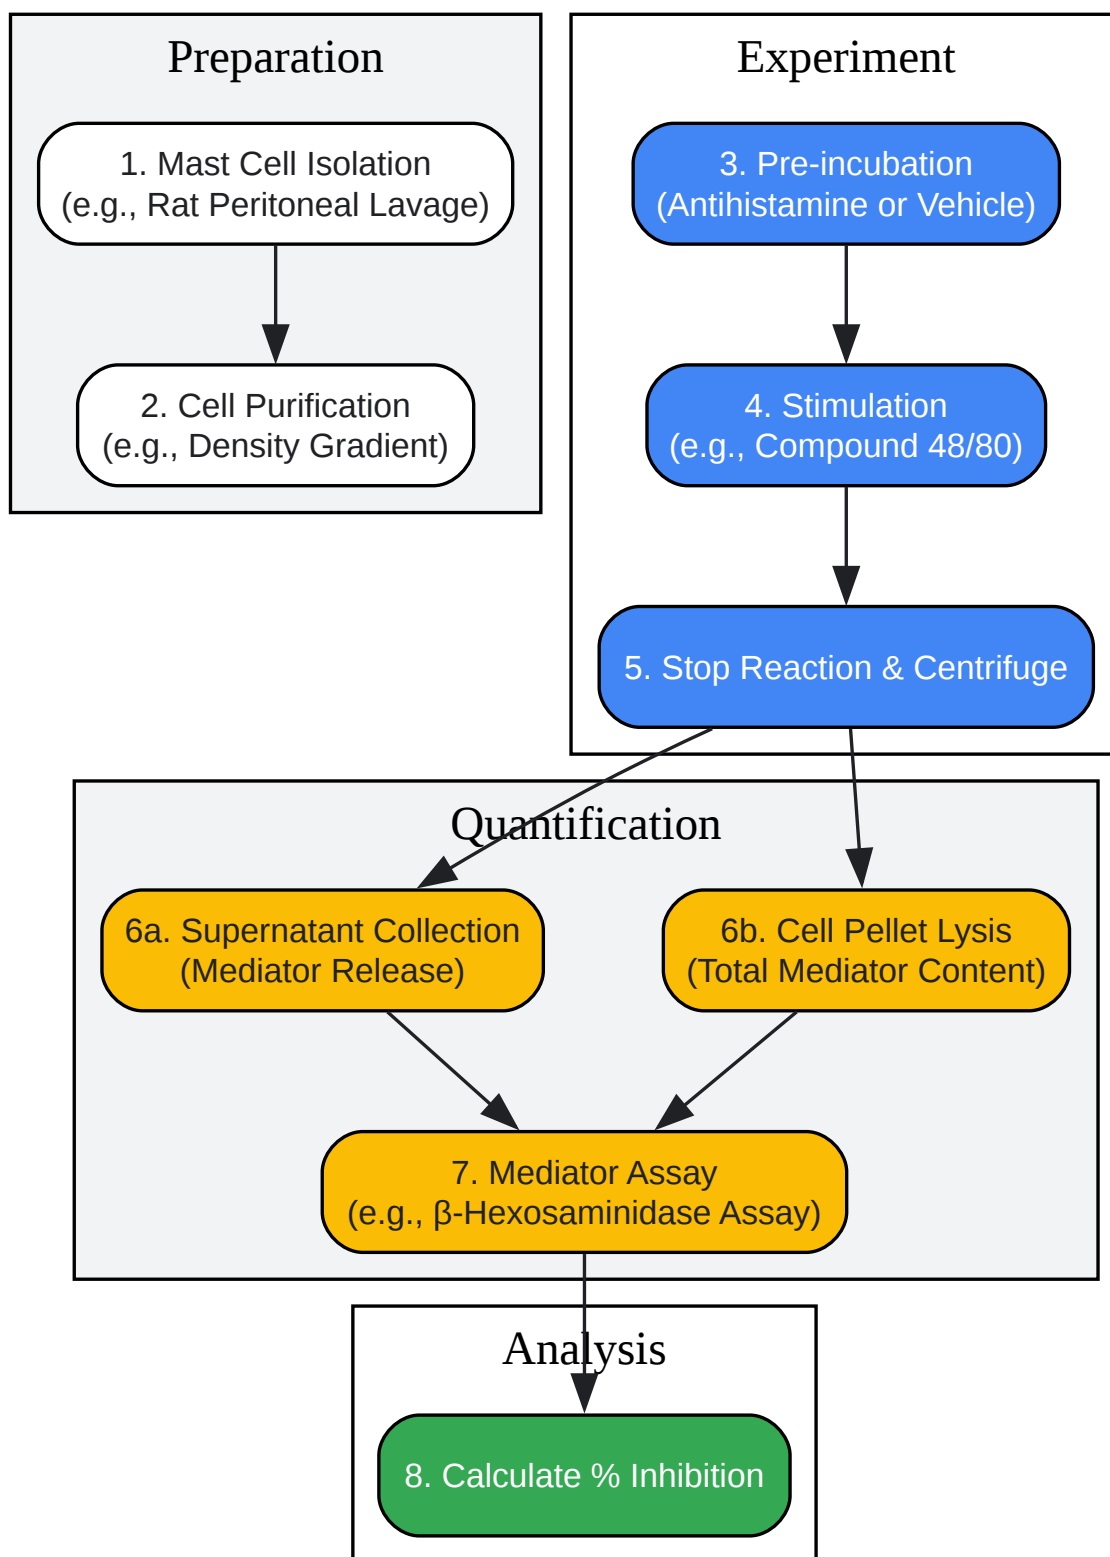 Preparation
1. Mast Cell Isolation
(e.g., Rat Peritoneal Lavage)
2. Cell Purification
(e.g., Density Gradient)
Experiment
3. Pre-incubation
(Antihistamine or Vehicle)
4. Stimulation
(e.g., Compound 48/80)
5. Stop Reaction & Centrifuge
Quantification
6a. Supernatant Collection
(Mediator Release)
6b. Cell Pellet Lysis
(Total Mediator Content)
7. Mediator Assay
(e.g., β-Hexosaminidase Assay)
Analysis
8. Calculate % Inhibition